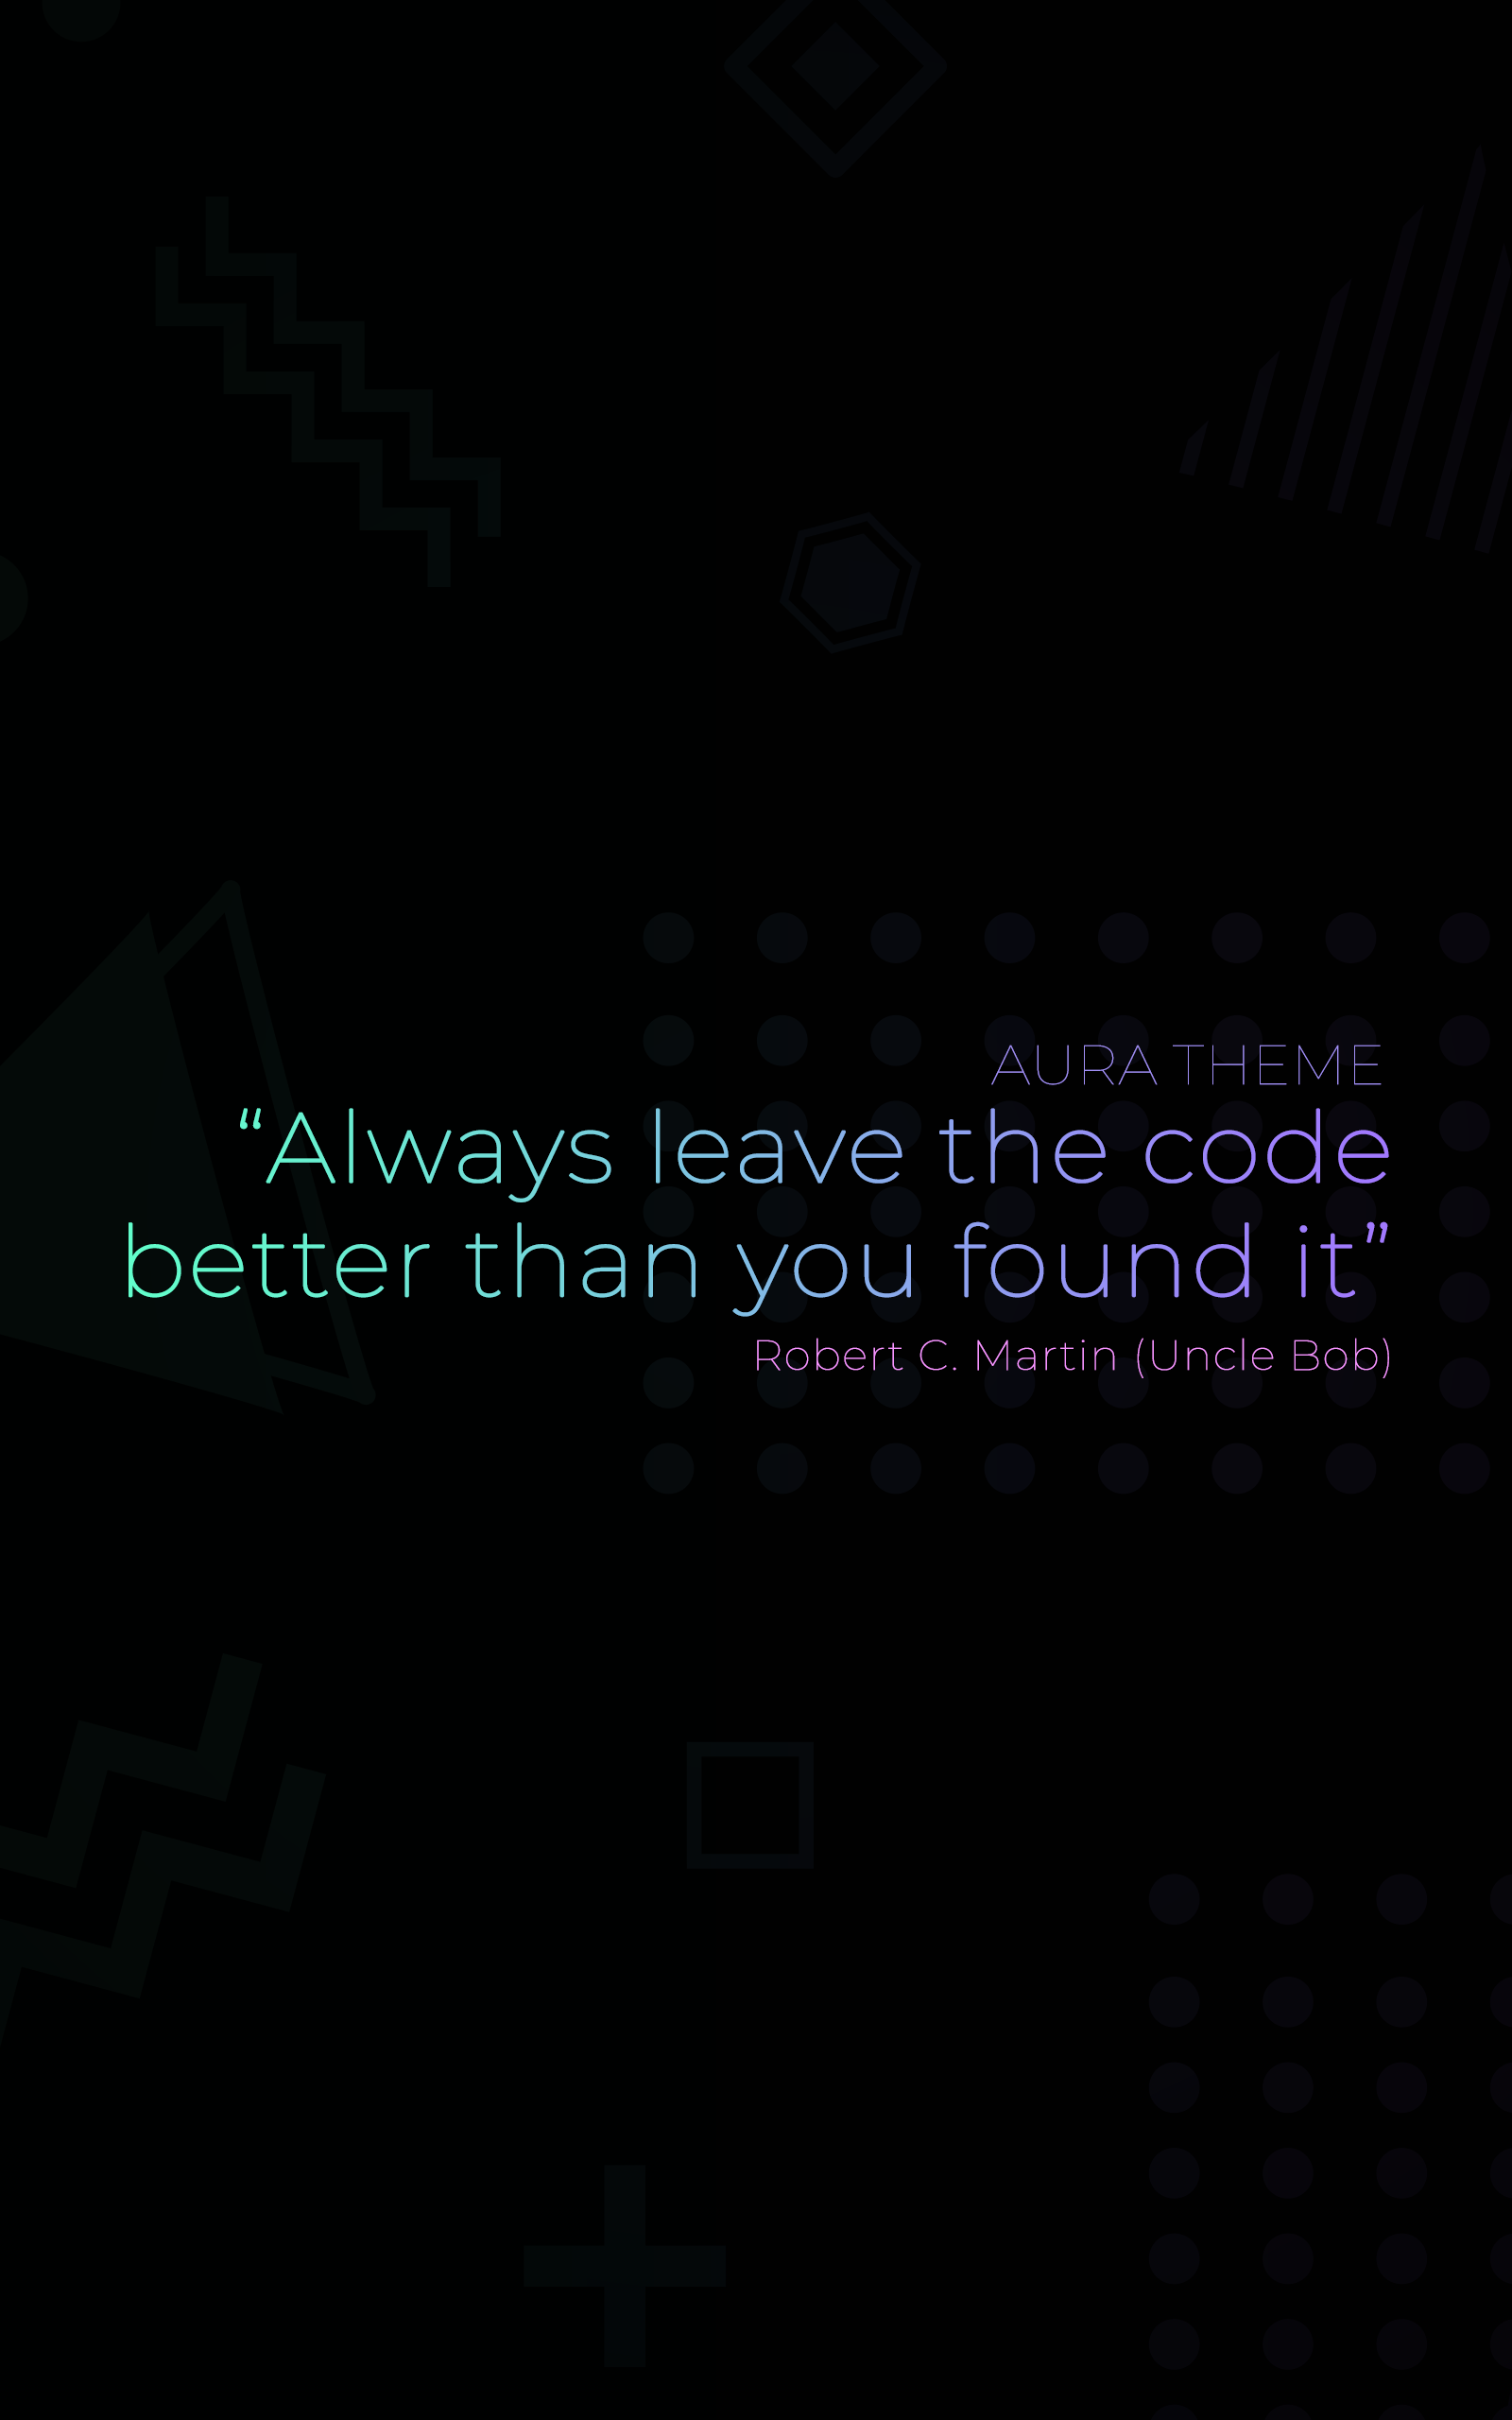 AURA THEME
“Always leave the code
better than you found it”
Robert C. Martin (Uncle Bob)